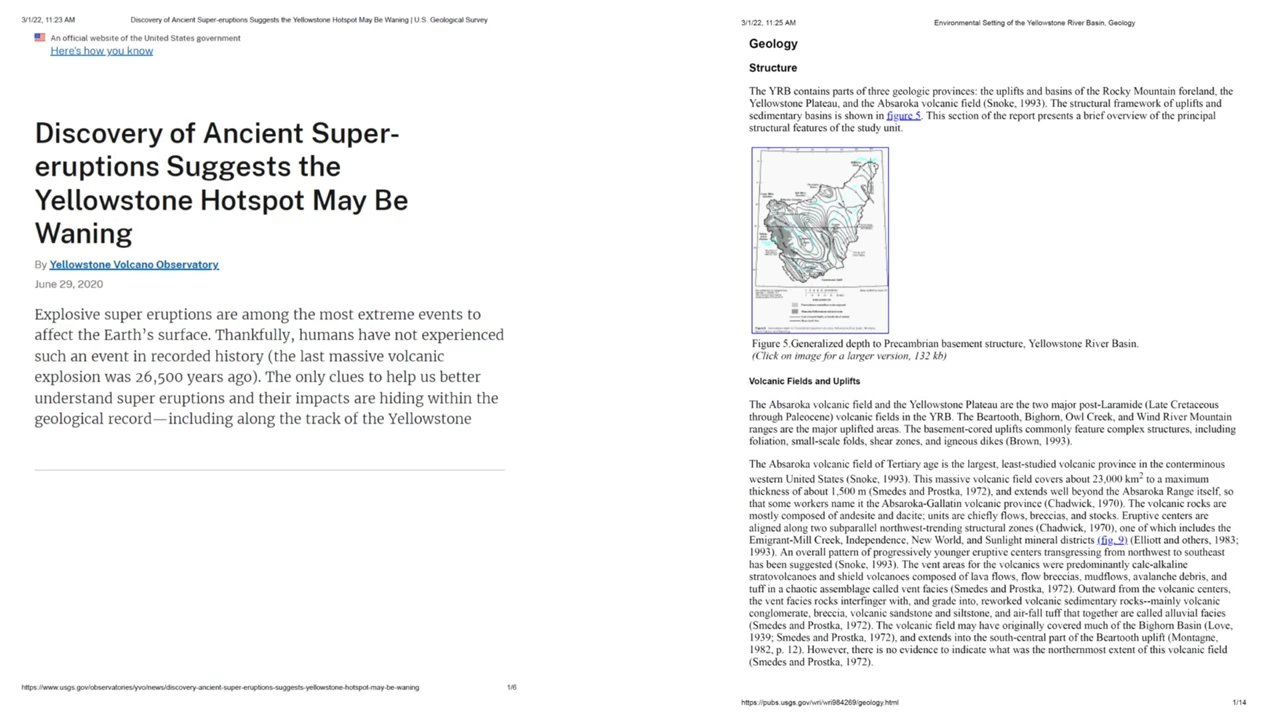 3/1/22, 11:23 AM
Discovery of Ancient Super-eruptions Suggests the Yellowstone Hotspot May Be Waning | U.S. Geological Survey
An official website of the United States government
Here's how you know
Discovery of Ancient Super-
eruptions Suggests the
Yellowstone Hotspot May Be
Waning
By Yellowstone Volcano Observatory
June 29, 2020
Explosive super eruptions are among the most extreme events to
affect the Earth's surface. Thankfully, humans have not experienced
such an event in recorded history (the last massive volcanic
explosion was 26,500 years ago). The only clues to help us better
understand super eruptions and their impacts are hiding within the
geological record—including along the track of the Yellowstone
https://www.usgs.gov/observatories/yvo/news/discovery-ancient-super-eruptions-suggests-yellowstone-hotspot-may-be-waning
1/6
3/1/22, 11:25 AM
Environmental Setting of the Yellowstone River Basin, Geology
Geology
Structure
The YRB contains parts of three geologic provinces: the uplifts and basins of the Rocky Mountain foreland, the
Yellowstone Plateau, and the Absaroka volcanic field (Snoke, 1993). The structural framework of uplifts and
sedimentary basins is shown in figure 5. This section of the report presents a brief overview of the principal
structural features of the study unit.
Figure 5.Generalized depth to Precambrian basement structure, Yellowstone River Basin.
(Click on image for a larger version, 132 kb)
Volcanic Fields and Uplifts
The Absaroka volcanic field and the Yellowstone Plateau are the two major post-Laramide (Late Cretaceous
through Paleocene) volcanic fields in the YRB. The Beartooth, Bighorn, Owl Creek, and Wind River Mountain
ranges are the major uplifted areas. The basement-cored uplifts commonly feature complex structures, including
foliation, small-scale folds, shear zones, and igneous dikes (Brown, 1993).
The Absaroka volcanic field of Tertiary age is the largest, least-studied volcanic province in the conterminous
western United States (Snoke, 1993). This massive volcanic field covers about 23,000 km2 to a maximum
thickness of about 1,500 m (Smedes and Prostka, 1972), and extends well beyond the Absaroka Range itself, so
that some workers name it the Absaroka-Gallatin volcanic province (Chadwick, 1970). The volcanic rocks are
mostly composed of andesite and dacite; units are chiefly flows, breccias, and stocks. Eruptive centers are
aligned along two subparallel northwest-trending structural zones (Chadwick, 1970), one of which includes the
Emigrant-Mill Creek, Independence, New World, and Sunlight mineral districts (fig. 9) (Elliott and others, 1983;
1993). An overall pattern of progressively younger eruptive centers transgressing from northwest to southeast
has been suggested (Snoke, 1993). The vent areas for the volcanics were predominantly calc-alkaline
stratovolcanoes and shield volcanoes composed of lava flows, flow breccias, mudflows, avalanche debris, and
tuff in a chaotic assemblage called vent facies (Smedes and Prostka, 1972). Outward from the volcanic centers,
the vent facies rocks interfinger with, and grade into, reworked volcanic sedimentary rocks--mainly volcanic
conglomerate, breccia, volcanic sandstone and siltstone, and air-fall tuff that together are called alluvial facies
(Smedes and Prostka, 1972). The volcanic field may have originally covered much of the Bighorn Basin (Love,
1939; Smedes and Prostka, 1972), and extends into the south-central part of the Beartooth uplift (Montagne,
1982, p. 12). However, there is no evidence to indicate what was the northernmost extent of this volcanic field
(Smedes and Prostka, 1972).
https://pubs.usgs.gov/wri/wri984269/geology.html
1/14